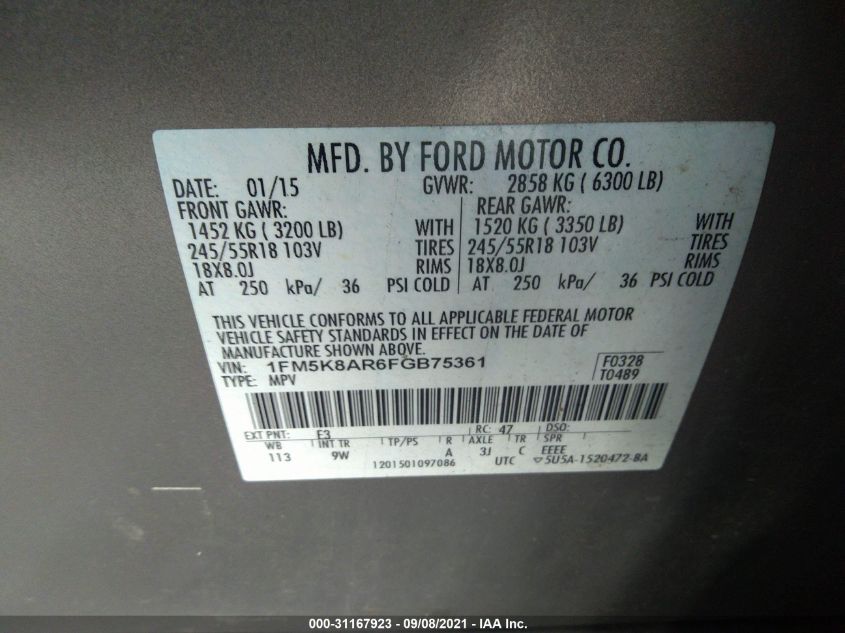 MFD. BY FORD MOTOR CO.
DATE: 01/15 GVWR: 2858 KG ( 6300 LB)
FRONT GAWR: REAR GAWR:
1452 KG ( 3200 LB) WITH 1520 KG ( 3350 LB) WITH
245/55R18 103V TIRES 245/55R18 103V TIRES
18X8.0J RIMS 18X8.0J RIMS
AT 250 kPa/ 36 PSI COLD AT 250 kPa/ 36 PSI COLD
THIS VEHICLE CONFORMS TO ALL APPLICABLE FEDERAL MOTOR
VEHICLE SAFETY STANDARDS IN EFFECT ON THE DATE OF
MANUFACTURE SHOWN ABOVE.
VIN: 1FM5K8AR6FGB75361 F0328
TYPE: MPV T0489
EXT PNT: E3 RC: 47 DSO:
WB INT TR TP/PS R AXLE TR SPR
113 9W A 3J C EEEE
1201501097086 UTC ▽5U5A-1520472-BA
000-31167923 - 09/08/2021 - IAA Inc.